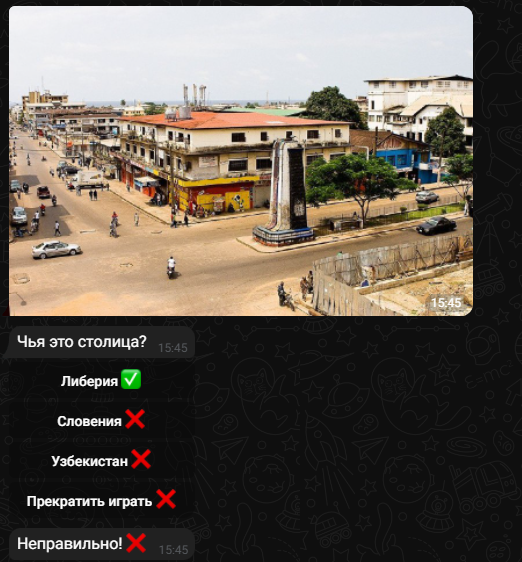 15:45
Чья это столица? 15:45
Либерия ✅
Словения ❌
Узбекистан ❌
Прекратить играть ❌
Неправильно! ❌ 15:45